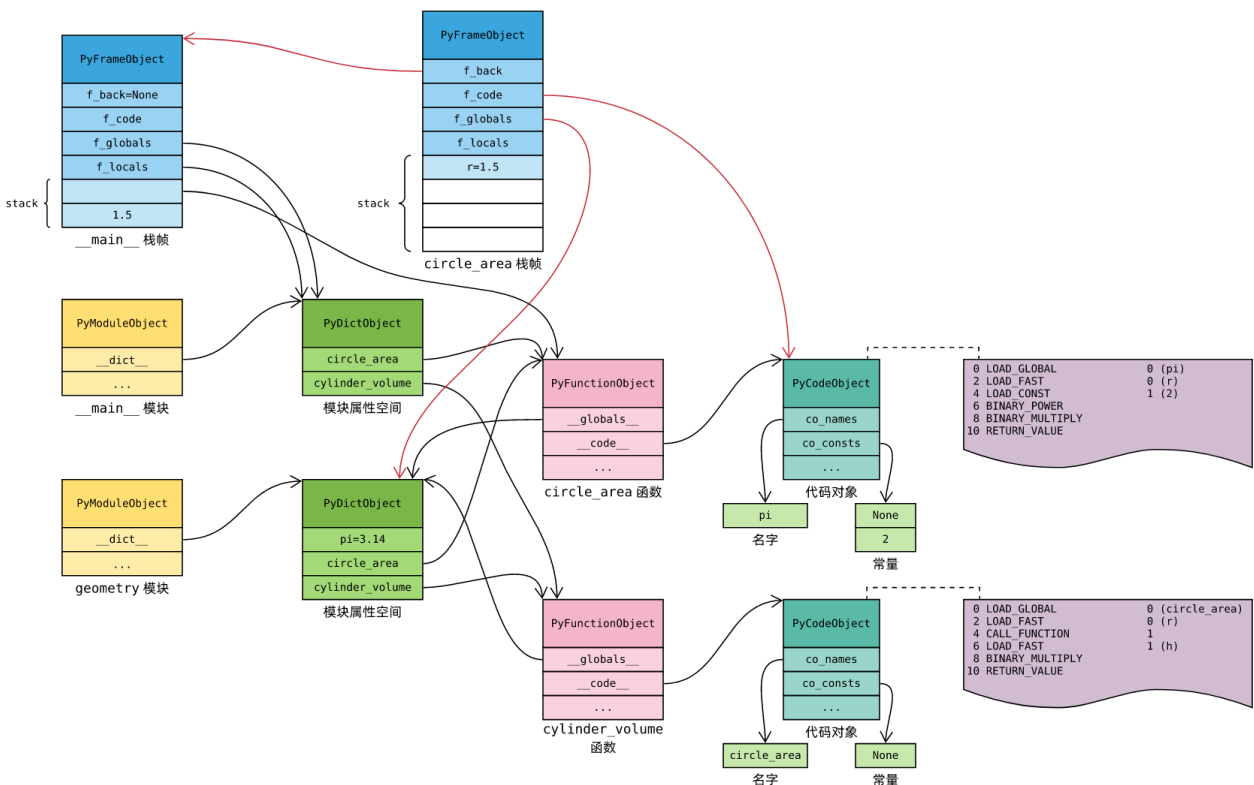 PyFrameObject
f_back=None
f_code
f_globals
f_locals
1.5
stack
__main__ 栈帧
PyFrameObject
f_back
f_code
f_globals
f_locals
r=1.5
stack
circle_area 栈帧
PyModuleObject
__dict__
...
__main__ 模块
PyDictObject
circle_area
cylinder_volume
模块属性空间
PyFunctionObject
__globals__
__code__
...
circle_area 函数
PyCodeObject
co_names
co_consts
...
代码对象
pi
名字
None
2
常量
0 LOAD_GLOBAL 0 (pi)
2 LOAD_FAST 0 (r)
4 LOAD_CONST 1 (2)
6 BINARY_POWER
8 BINARY_MULTIPLY
10 RETURN_VALUE
PyModuleObject
__dict__
...
geometry 模块
PyDictObject
pi=3.14
circle_area
cylinder_volume
模块属性空间
PyFunctionObject
__globals__
__code__
...
cylinder_volume
函数
PyCodeObject
co_names
co_consts
...
代码对象
circle_area
名字
None
常量
0 LOAD_GLOBAL 0 (circle_area)
2 LOAD_FAST 0 (r)
4 CALL_FUNCTION 1
6 LOAD_FAST 1 (h)
8 BINARY_MULTIPLY
10 RETURN_VALUE